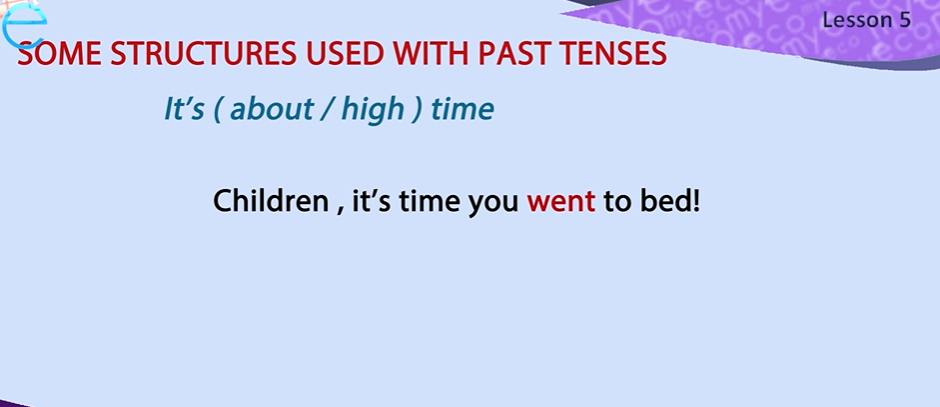 Lesson 5
SOME STRUCTURES USED WITH PAST TENSES
It's ( about / high ) time
Children , it's time you went to bed!